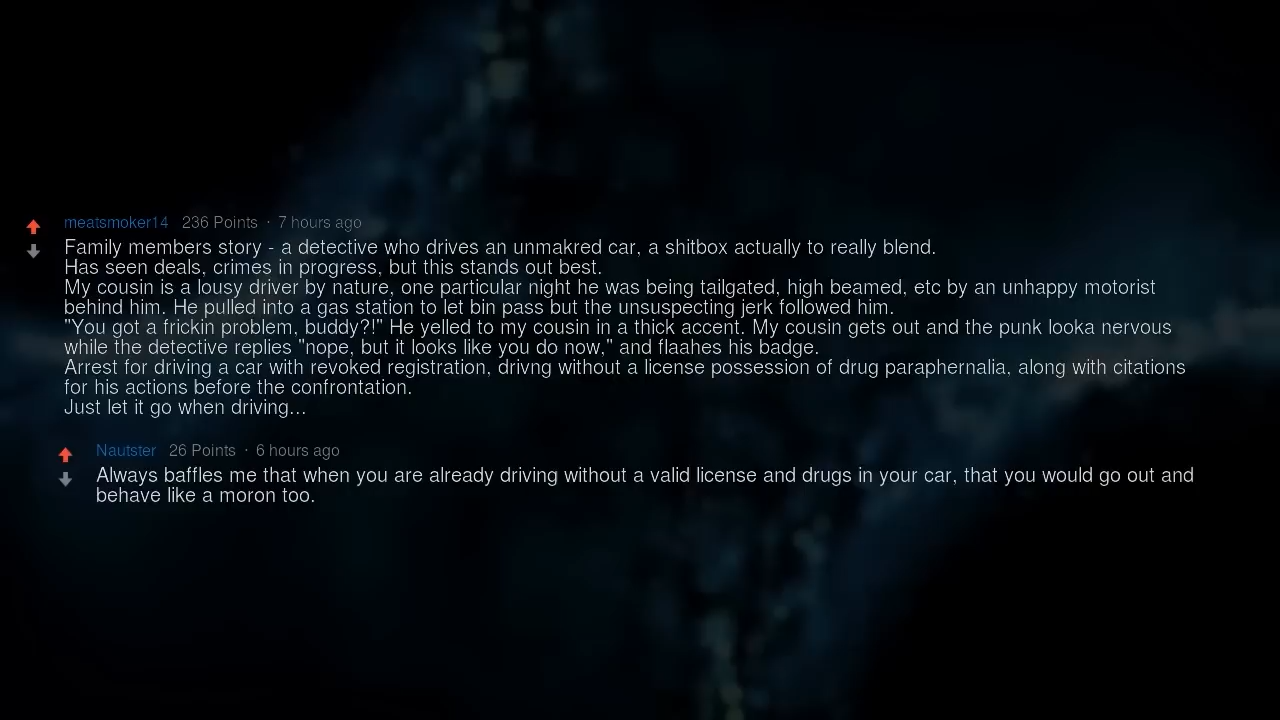 meatsmoker14 236 Points · 7 hours ago
Family members story - a detective who drives an unmakred car, a shitbox actually to really blend.
Has seen deals, crimes in progress, but this stands out best.
My cousin is a lousy driver by nature, one particular night he was being tailgated, high beamed, etc by an unhappy motorist
behind him. He pulled into a gas station to let bin pass but the unsuspecting jerk followed him.
"You got a frickin problem, buddy?!" He yelled to my cousin in a thick accent. My cousin gets out and the punk looka nervous
while the detective replies "nope, but it looks like you do now," and flaahes his badge.
Arrest for driving a car with revoked registration, drivng without a license possession of drug paraphernalia, along with citations
for his actions before the confrontation.
Just let it go when driving...
Nautster 26 Points · 6 hours ago
Always baffles me that when you are already driving without a valid license and drugs in your car, that you would go out and
behave like a moron too.